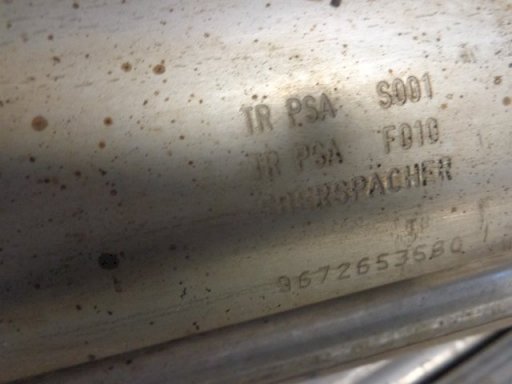 TR PSA S001
TR PSA F010
EBERSPACHER
9672653680